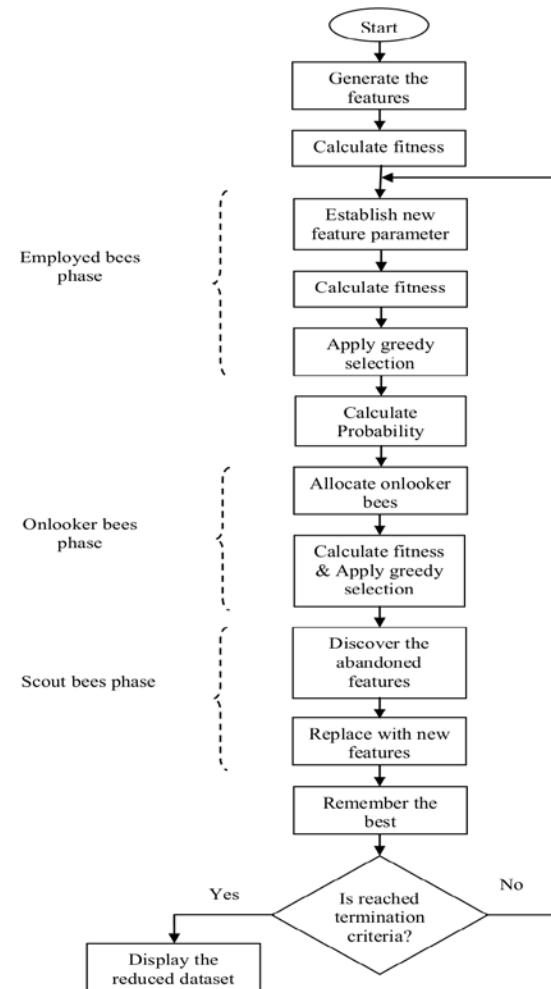 Start
Generate the
features
Calculate fitness
Establish new
feature parameter
Employed bees
phase
Calculate fitness
Apply greedy
selection
Calculate
Probability
Allocate onlooker
bees
Onlooker bees
phase
Calculate fitness
& Apply greedy
selection
Discover the
abandoned
features
Scout bees phase
Replace with new
features
Remember the
best
Is reached
termination
criteria?
Yes
No
Display the
reduced dataset